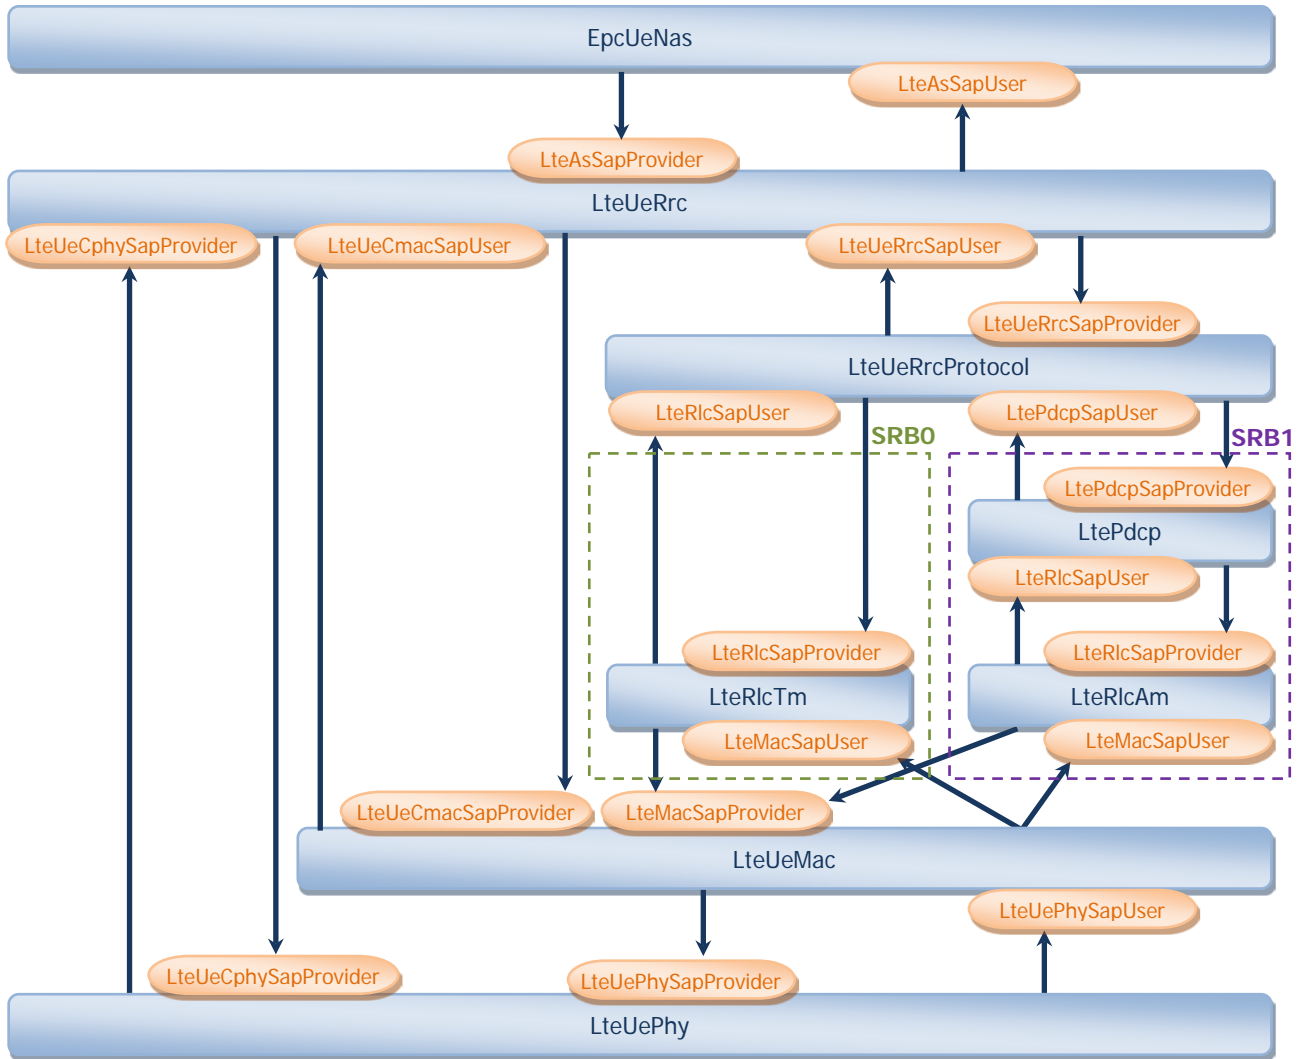 EpcUeNas
LteAsSapUser
LteAsSapProvider
LteUeRrc
LteUeCphySapProvider
LteUeCmacSapUser
LteUeRrcSapUser
LteUeRrcSapProvider
LteUeRrcProtocol
LteRlcSapUser
LtePdcpSapUser
SRB0
SRB1
LtePdcpSapProvider
LtePdcp
LteRlcSapUser
LteRlcSapProvider
LteRlcSapProvider
LteRlcTm
LteRlcAm
LteMacSapUser
LteMacSapUser
LteUeCmacSapProvider
LteMacSapProvider
LteUeMac
LteUePhySapUser
LteUeCphySapProvider
LteUePhySapProvider
LteUePhy